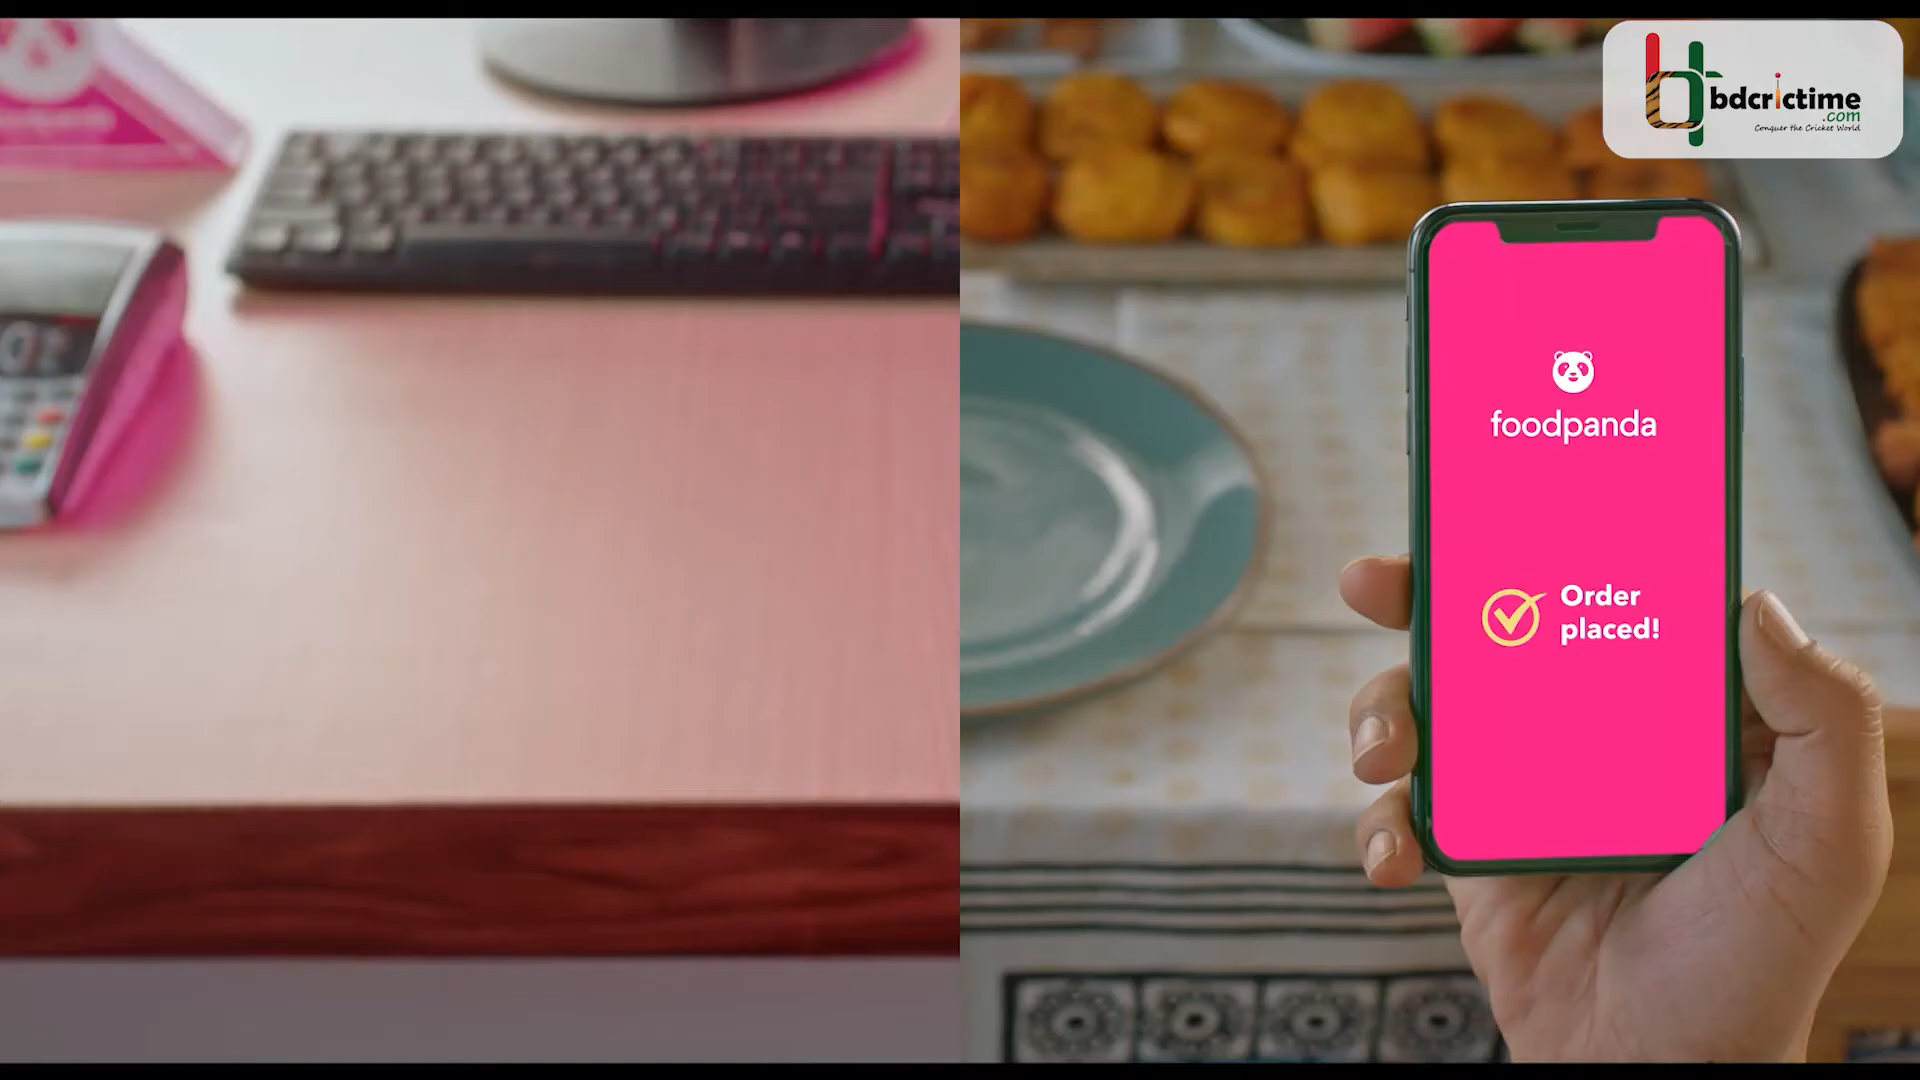 bdcrictime
.com
Conquer the Cricket World
foodpanda
Order
placed!